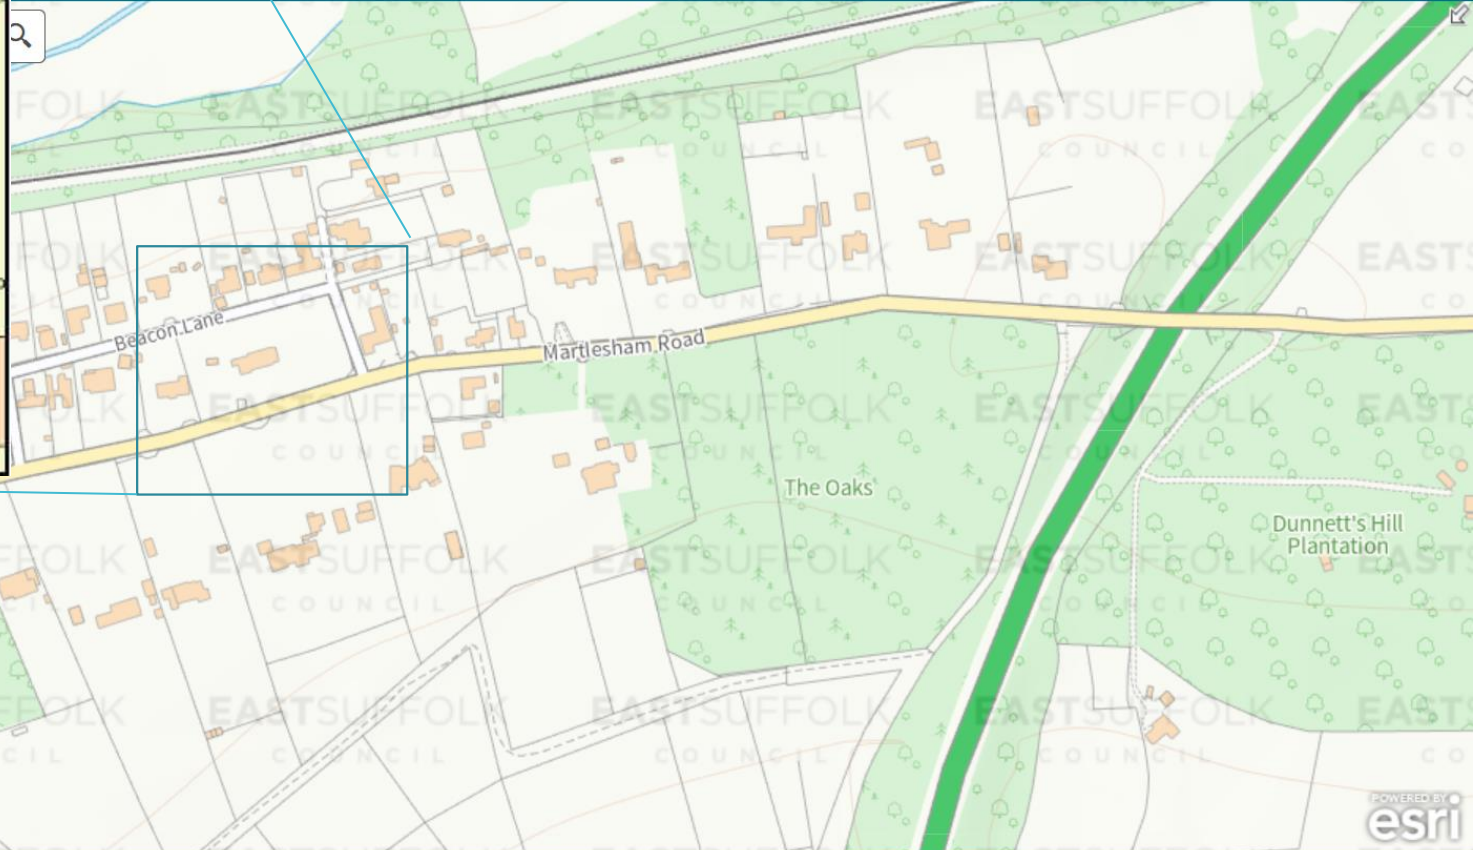 EASTSUFFOLK
COUNCIL
Beacon Lane
Martlesham Road
The Oaks
Dunnett's Hill
Plantation
POWERED BY
esri